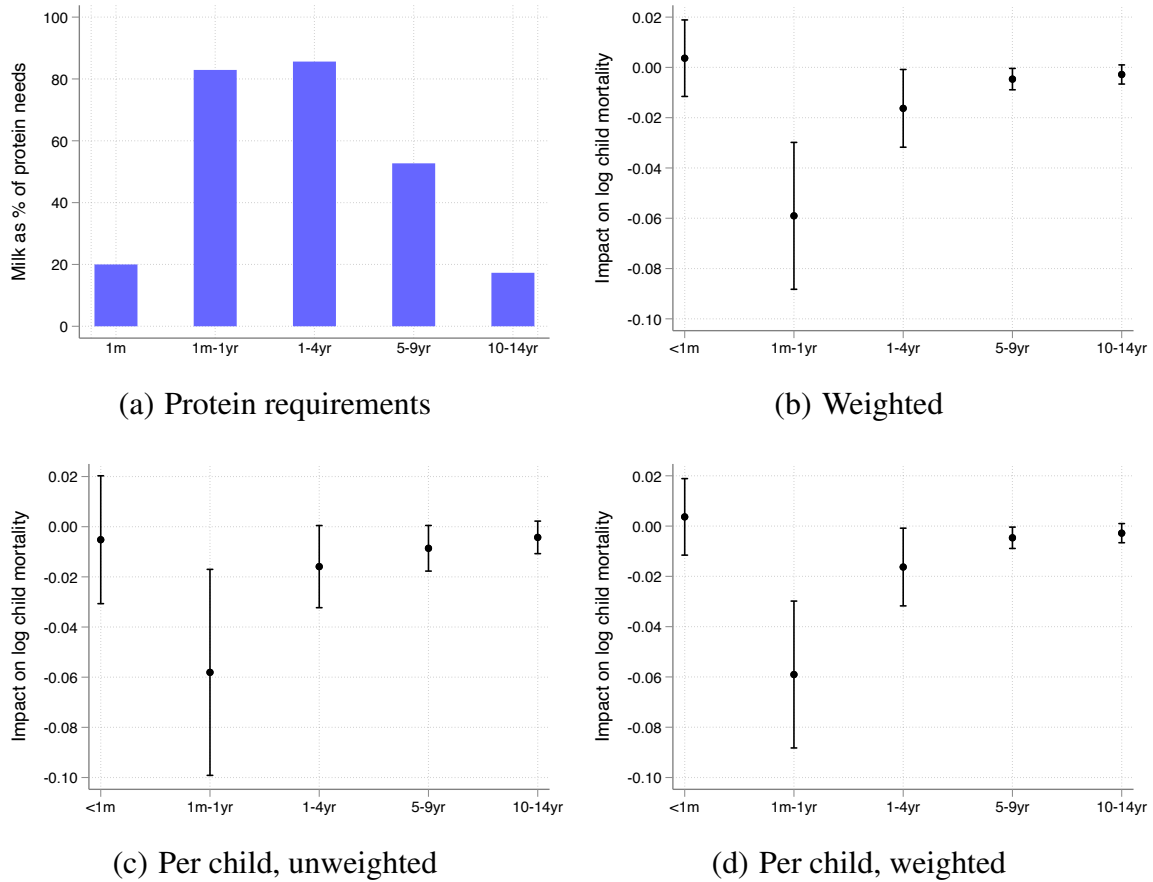 Milk as % of protein needs
100
80
60
40
20
0
1m 1m-1yr 1-4yr 5-9yr 10-14yr
(a) Protein requirements
Impact on log child mortality
0.02
0.00
-0.02
-0.04
-0.06
-0.08
-0.10
<1m 1m-1yr 1-4yr 5-9yr 10-14yr
(b) Weighted
Impact on log child mortality
0.02
0.00
-0.02
-0.04
-0.06
-0.08
-0.10
<1m 1m-1yr 1-4yr 5-9yr 10-14yr
(c) Per child, unweighted
Impact on log child mortality
0.02
0.00
-0.02
-0.04
-0.06
-0.08
-0.10
<1m 1m-1yr 1-4yr 5-9yr 10-14yr
(d) Per child, weighted